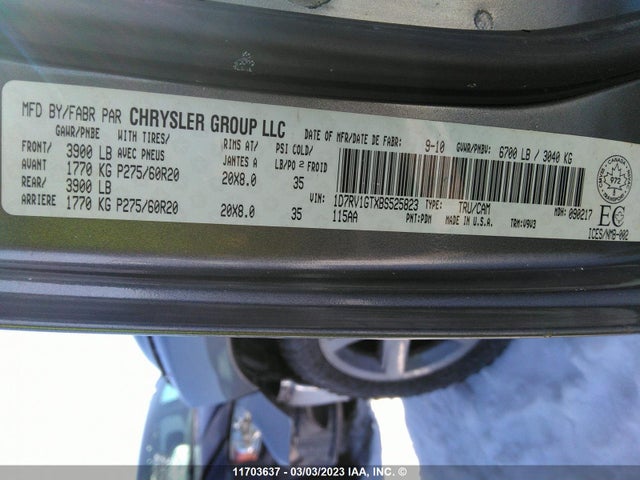 MFD BY/FABR PAR CHRYSLER GROUP LLC DATE OF MFR/DATE DE FABR: 9-10 GVWR/PNBV: 6700 LB / 3040 KG
GAWR/PNBE WITH TIRES/ RIMS AT/ PSI COLD/
FRONT/ 3900 LB AVEC PNEUS JANTES A LB/PO² FROID
AVANT 1770 KG P275/60R20 20X8.0 35
REAR/ 3900 LB
ARRIERE 1770 KG P275/60R20 20X8.0 35
VIN: 1D7RV1GTXBS525823 TYPE: TRU/CAM MDH: 090217
115AA PNT:PDM MADE IN U.S.A. TRM:V9V3
CANADA
EC
ICES/NMB-002
11703637 - 03/03/2023 IAA, INC. ©